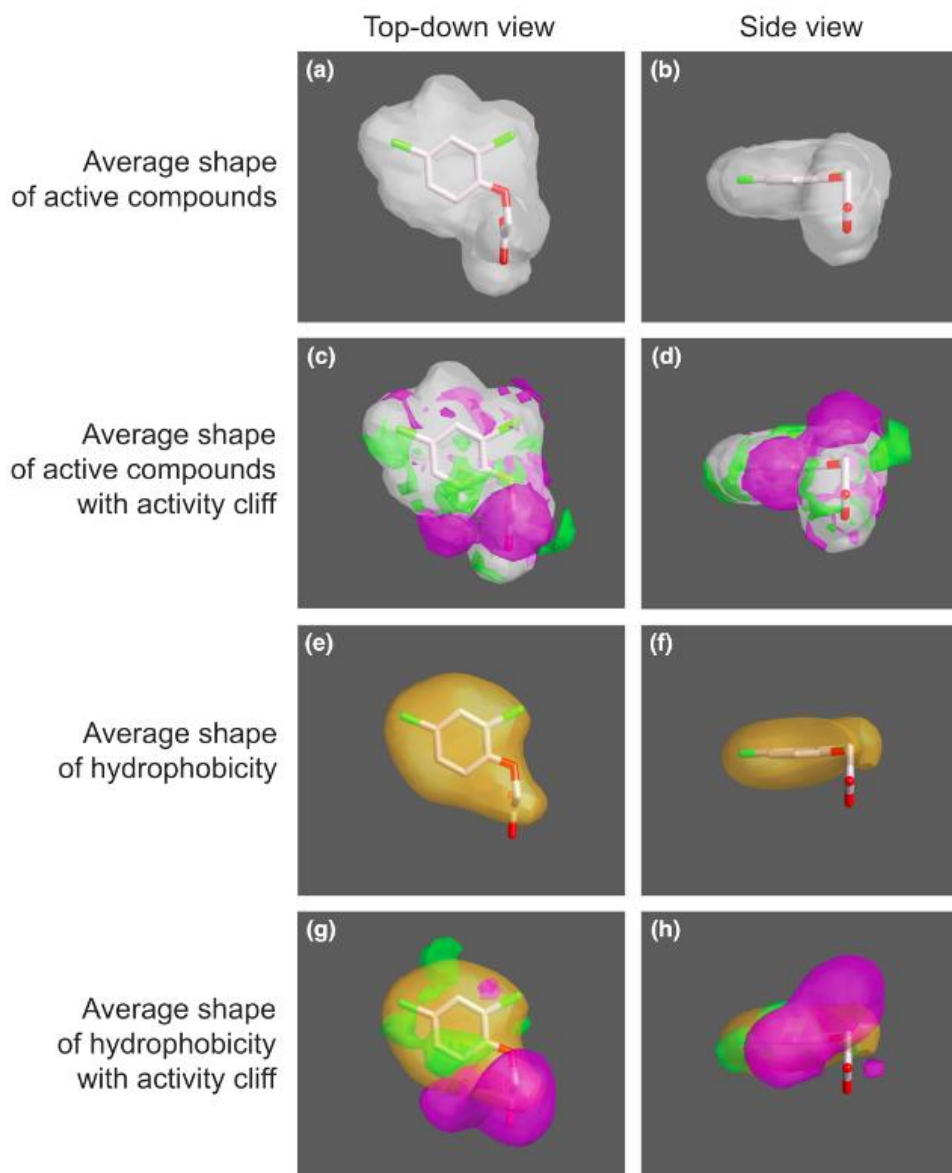 Top-down view
Side view
(a)
(b)
Average shape
of active compounds
(c)
(d)
Average shape
of active compounds
with activity cliff
(e)
(f)
Average shape
of hydrophobicity
(g)
(h)
Average shape
of hydrophobicity
with activity cliff